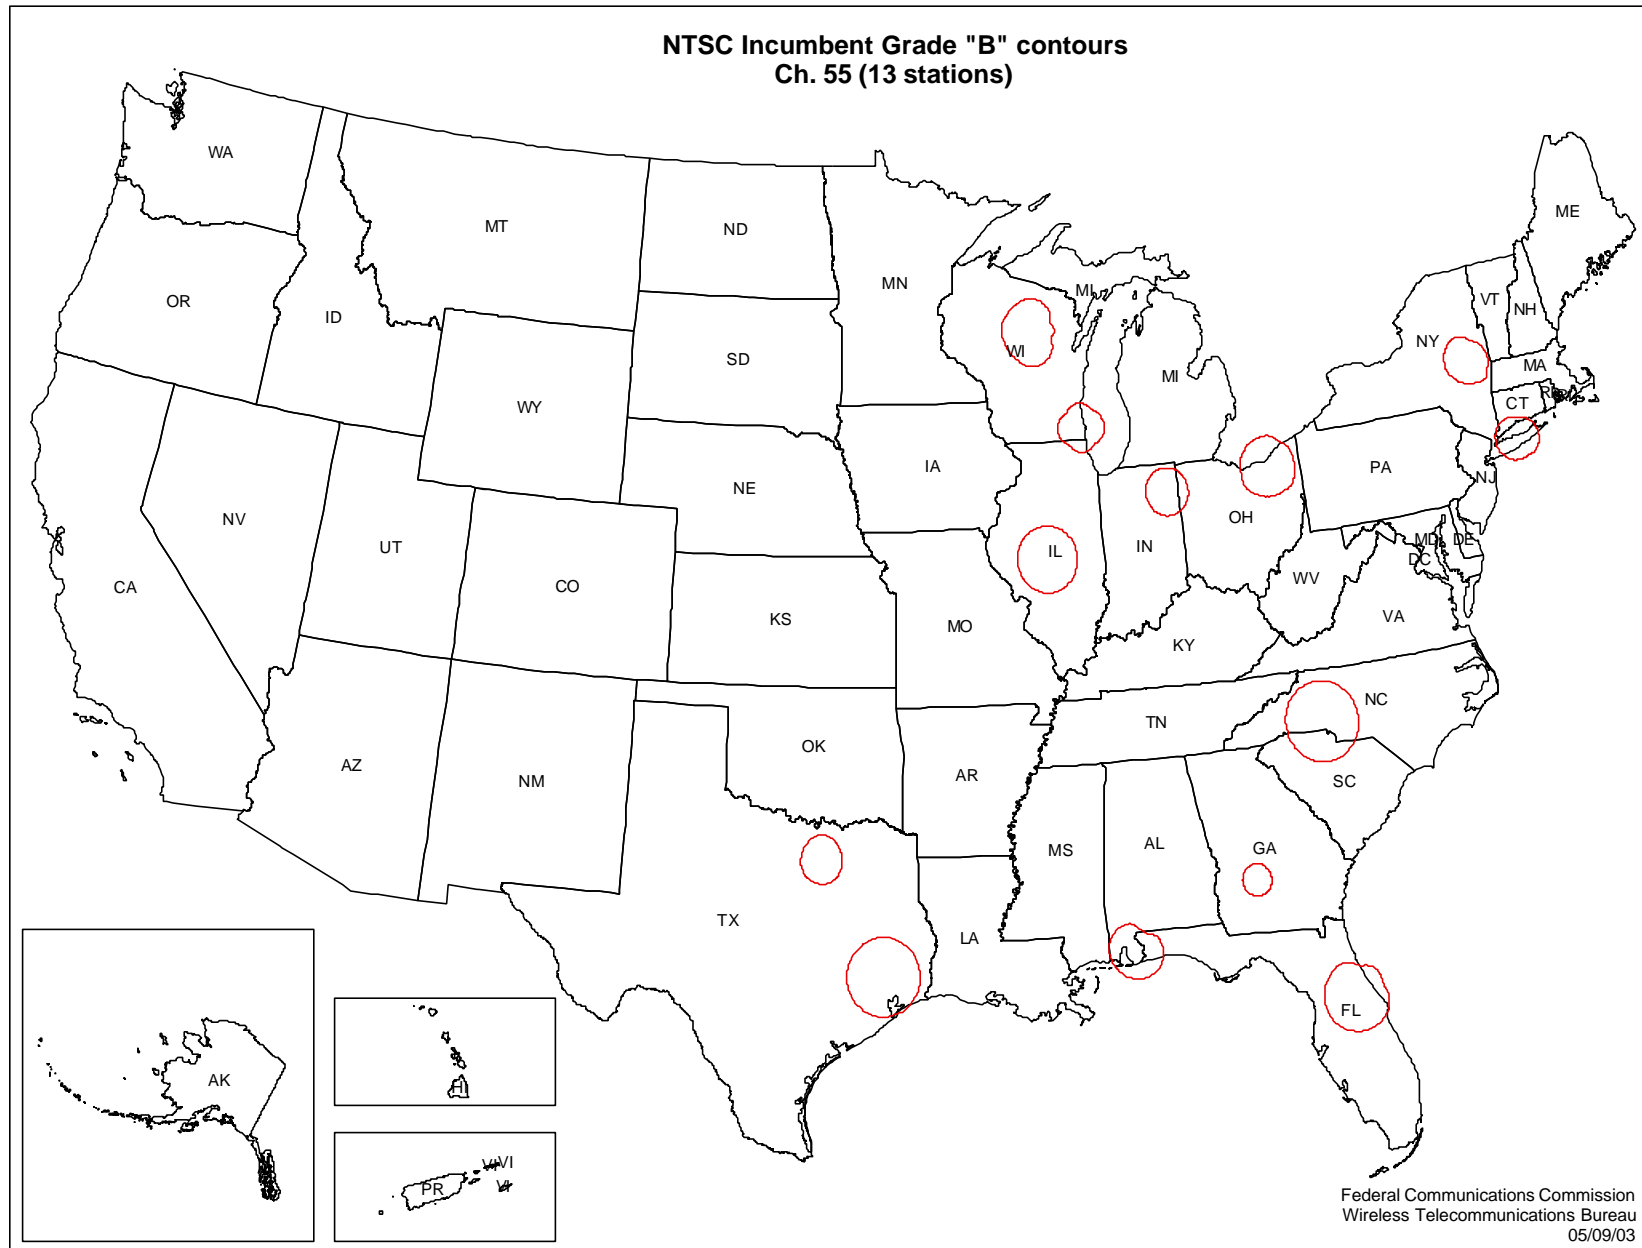 NTSC Incumbent Grade "B" contours
Ch. 55 (13 stations)
WA
MT
ND
MN
ME
OR
ID
SD
WI
MI
MI
NY
VT
NH
MA
CT
WY
IA
NE
PA
NJ
NV
UT
CO
IL
IN
OH
MD
DE
DC
WV
CA
KS
MO
KY
VA
AZ
NM
OK
AR
TN
NC
SC
TX
LA
MS
AL
GA
FL
AK
HI
PR
VI
VI
VI
Federal Communications Commission
Wireless Telecommunications Bureau
05/09/03